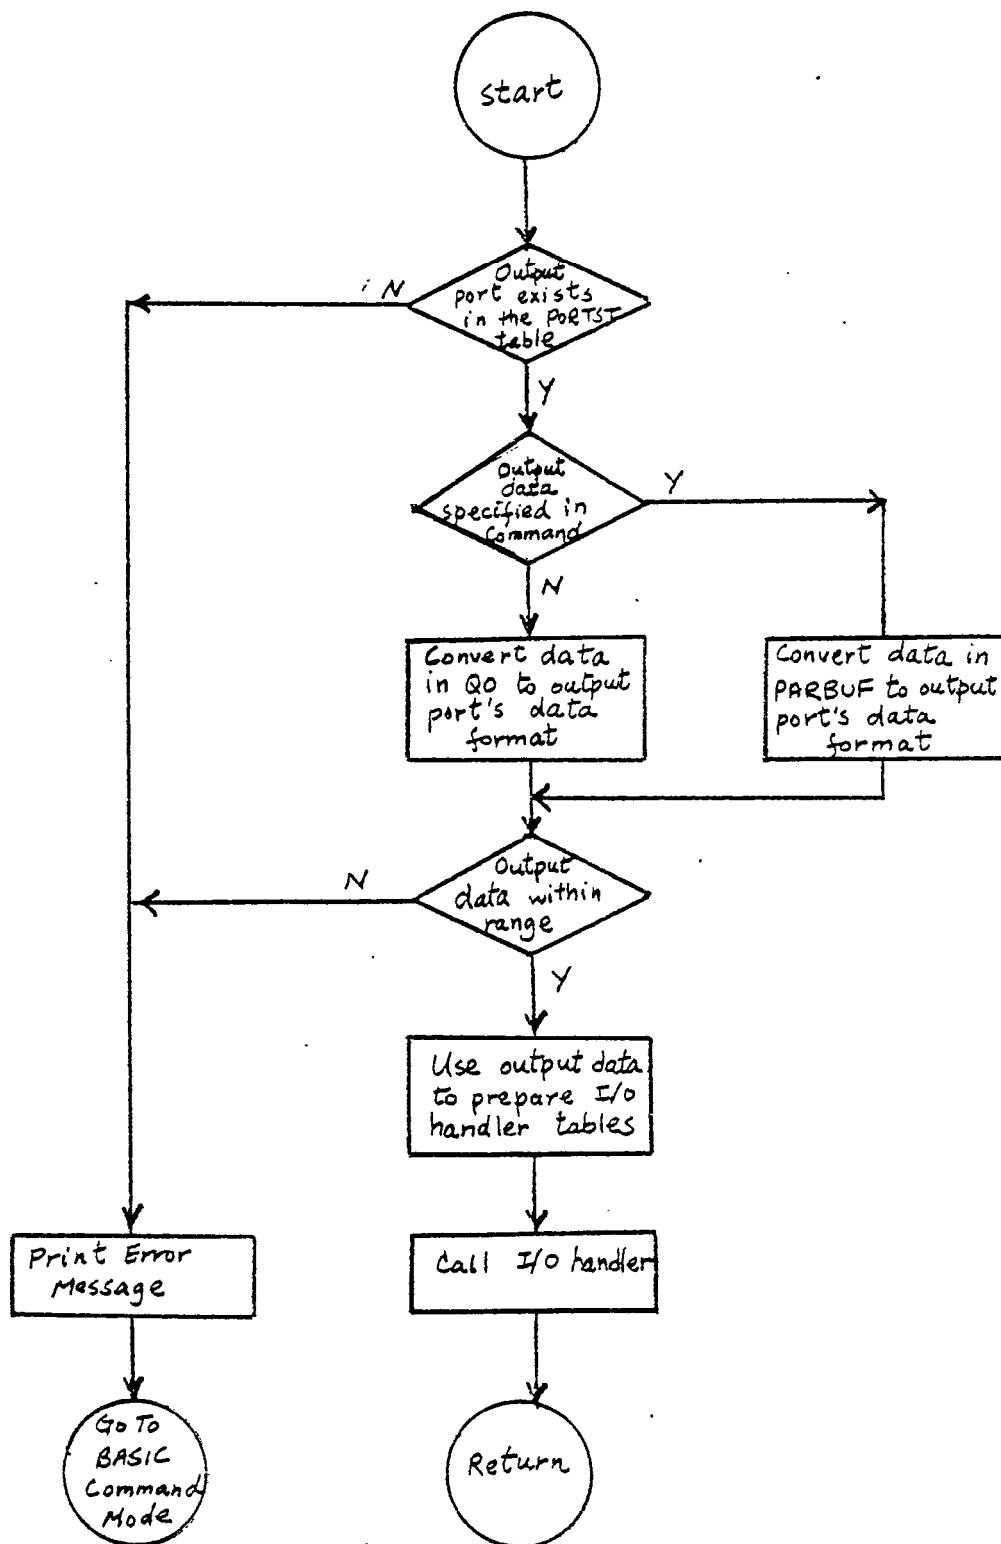 start
Output
port exists
in the PORTST
table
N
Y
Output
data
specified in
Command
Y
N
Convert data
in QO to output
port's data
format
Convert data in
PARBUF to output
port's data
format
Output
data within
range
N
Y
Use output data
to prepare I/O
handler tables
Print Error
Message
Call I/O handler
Go To
BASIC
Command
Mode
Return